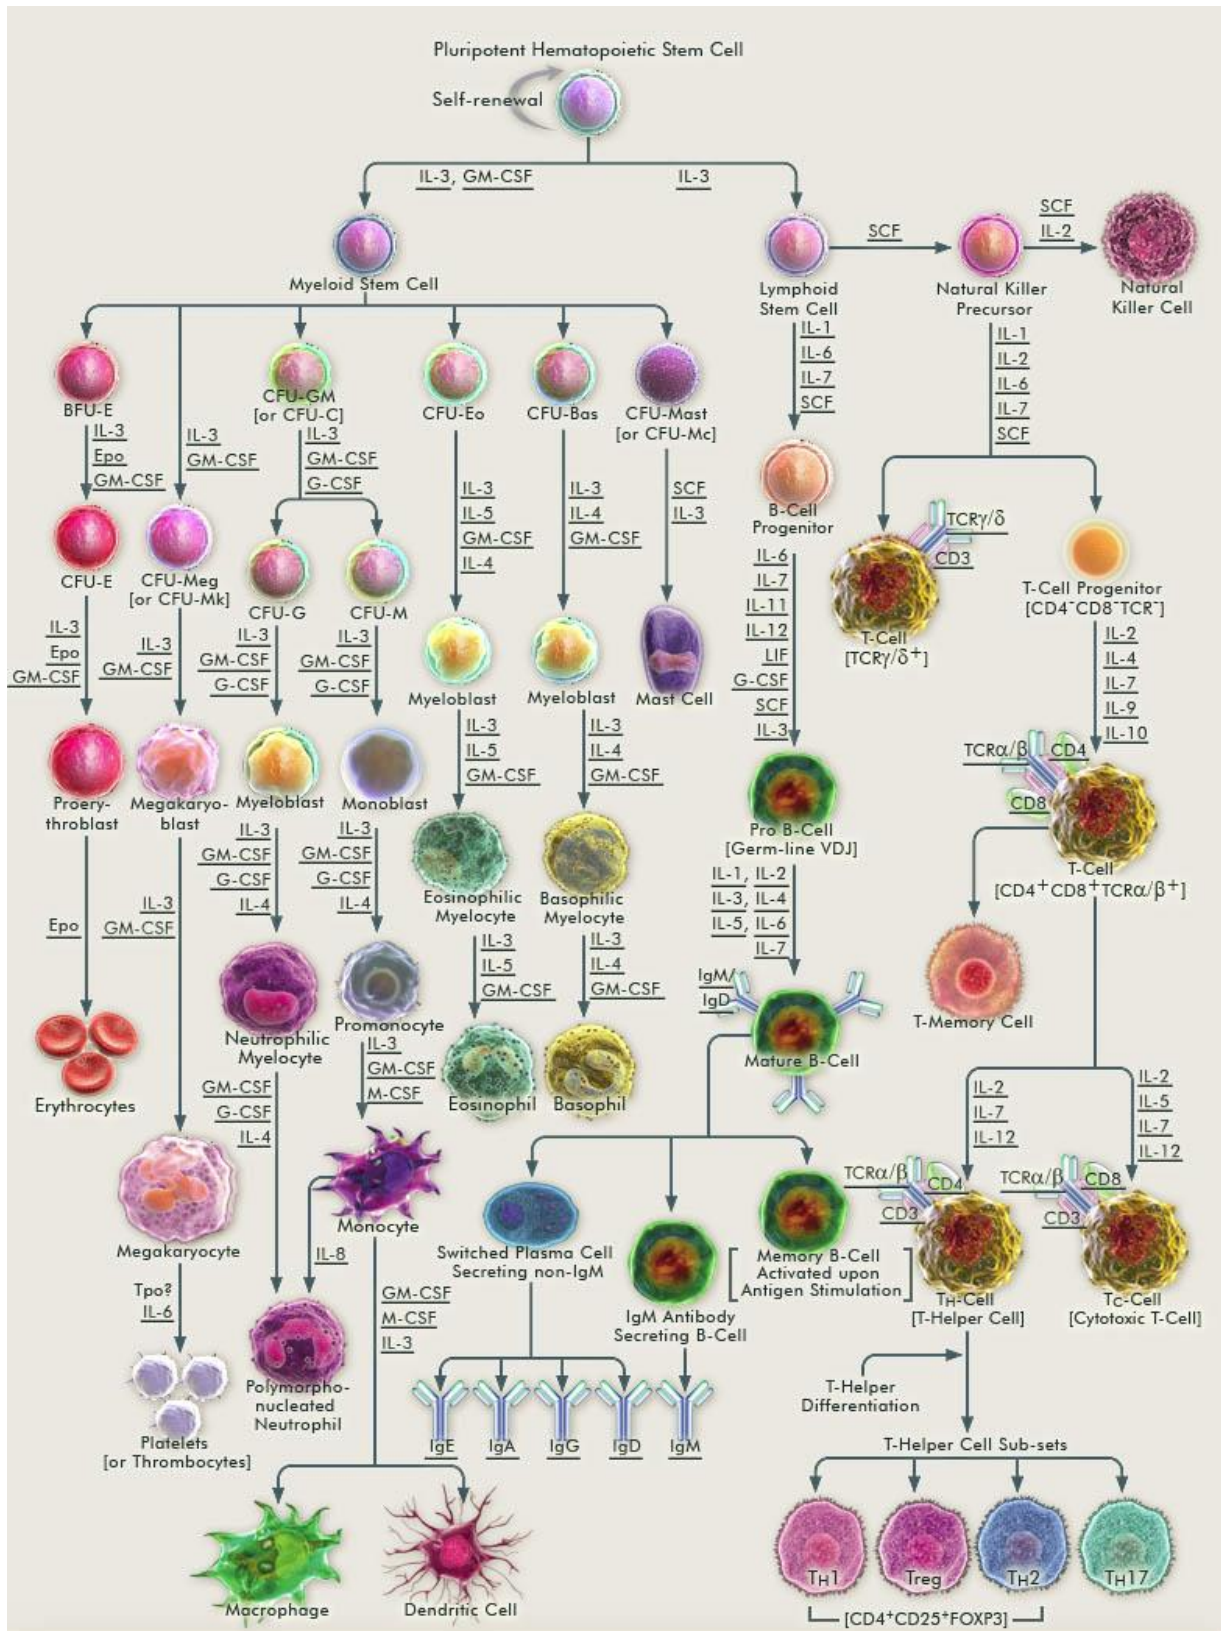 Pluripotent Hematopoietic Stem Cell
Self-renewal
IL-3, GM-CSF
IL-3
Myeloid Stem Cell
Lymphoid
Stem Cell
SCF
Natural Killer
Precursor
SCF
IL-2
Natural
Killer Cell
BFU-E
CFU-GM
[or CFU-C]
CFU-Eo
CFU-Bas
CFU-Mast
[or CFU-Mc]
IL-1
IL-6
IL-7
SCF
IL-1
IL-2
IL-6
IL-7
SCF
IL-3
Epo
GM-CSF
IL-3
GM-CSF
IL-3
GM-CSF
G-CSF
IL-3
IL-5
GM-CSF
IL-4
IL-3
IL-4
GM-CSF
SCF
IL-3
B-Cell
Progenitor
TCRγ/δ
CD3
T-Cell
[TCRγ/δ+]
T-Cell Progenitor
[CD4-CD8-TCR-]
CFU-E
CFU-Meg
[or CFU-Mk]
CFU-G
CFU-M
IL-3
Epo
GM-CSF
IL-3
GM-CSF
IL-3
GM-CSF
G-CSF
IL-3
GM-CSF
G-CSF
Myeloblast
Myeloblast
Mast Cell
IL-6
IL-7
IL-11
IL-12
LIF
G-CSF
SCF
IL-3
IL-2
IL-4
IL-7
IL-9
IL-10
Proery-
throblast
Megakaryo-
blast
Myeloblast
Monoblast
IL-3
IL-5
GM-CSF
IL-3
IL-4
GM-CSF
Pro B-Cell
[Germ-line VDJ]
TCRα/β
CD4
CD8
T-Cell
[CD4+CD8+TCRα/β+]
Epo
IL-3
GM-CSF
IL-3
GM-CSF
G-CSF
IL-4
IL-3
GM-CSF
G-CSF
IL-4
Eosinophilic
Myelocyte
Basophilic
Myelocyte
IL-1, IL-2
IL-3, IL-4
IL-5, IL-6
IL-7
IL-3
IL-5
GM-CSF
IL-3
IL-4
GM-CSF
IgM/
IgD
Mature B-Cell
T-Memory Cell
Erythrocytes
Neutrophilic
Myelocyte
Promonocyte
Eosinophil
Basophil
GM-CSF
G-CSF
IL-4
IL-3
GM-CSF
M-CSF
IL-2
IL-7
IL-12
IL-2
IL-5
IL-7
IL-12
Megakaryocyte
Monocyte
IL-8
Switched Plasma Cell
Secreting non-IgM
IgM Antibody
Secreting B-Cell
Memory B-Cell
Activated upon
Antigen Stimulation
TCRα/β
CD4
CD3
TH-Cell
[T-Helper Cell]
TCRα/β
CD8
CD3
TC-Cell
[Cytotoxic T-Cell]
Tpo?
IL-6
GM-CSF
M-CSF
IL-3
Platelets
[or Thrombocytes]
Polymorpho-
nucleated
Neutrophil
IgE
IgA
IgG
IgD
IgM
T-Helper
Differentiation
T-Helper Cell Sub-sets
TH1
Treg
TH2
TH17
[CD4+CD25+FOXP3]
Macrophage
Dendritic Cell